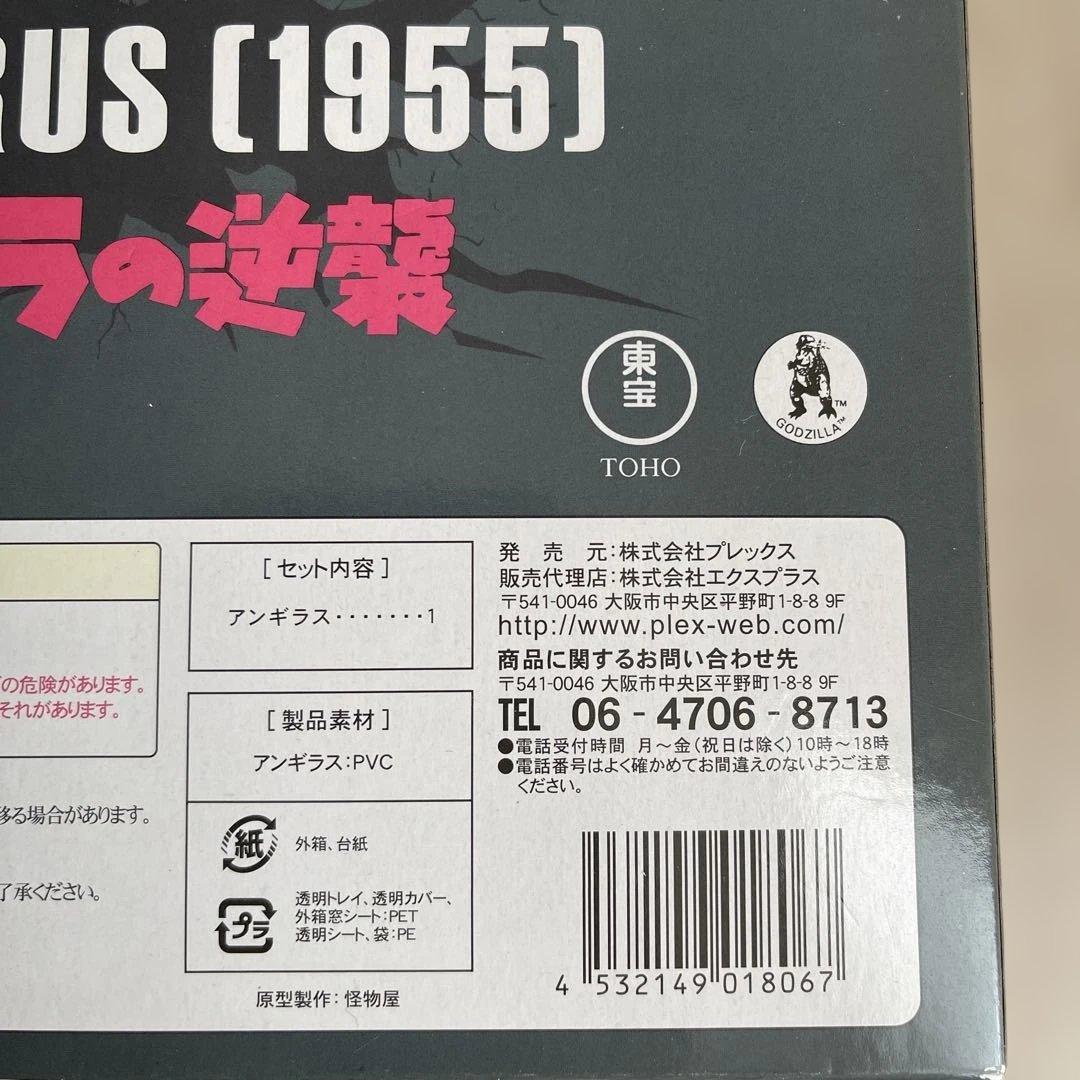 RUS (1955)
ラの逆襲
東宝
TOHO
TM
GODZILLA™
の危険があります。
それがあります。
移る場合があります。
了承ください。
[ セット内容 ]
アンギラス・・・・・・・1
[ 製品素材 ]
アンギラス:PVC
紙
外箱、台紙
プラ
透明トレイ、透明カバー、
外箱窓シート:PET
透明シート、袋:PE
原型製作:怪物屋
発 売 元:株式会社プレックス
販売代理店:株式会社エクスプラス
〒541-0046 大阪市中央区平野町1-8-8 9F
http://www.plex-web.com/
商品に関するお問い合わせ先
〒541-0046 大阪市中央区平野町1-8-8 9F
TEL 06-4706-8713
●電話受付時間 月~金(祝日は除く)10時~18時
●電話番号はよく確かめてお間違えのないようご注意
ください。
4 532149 018067